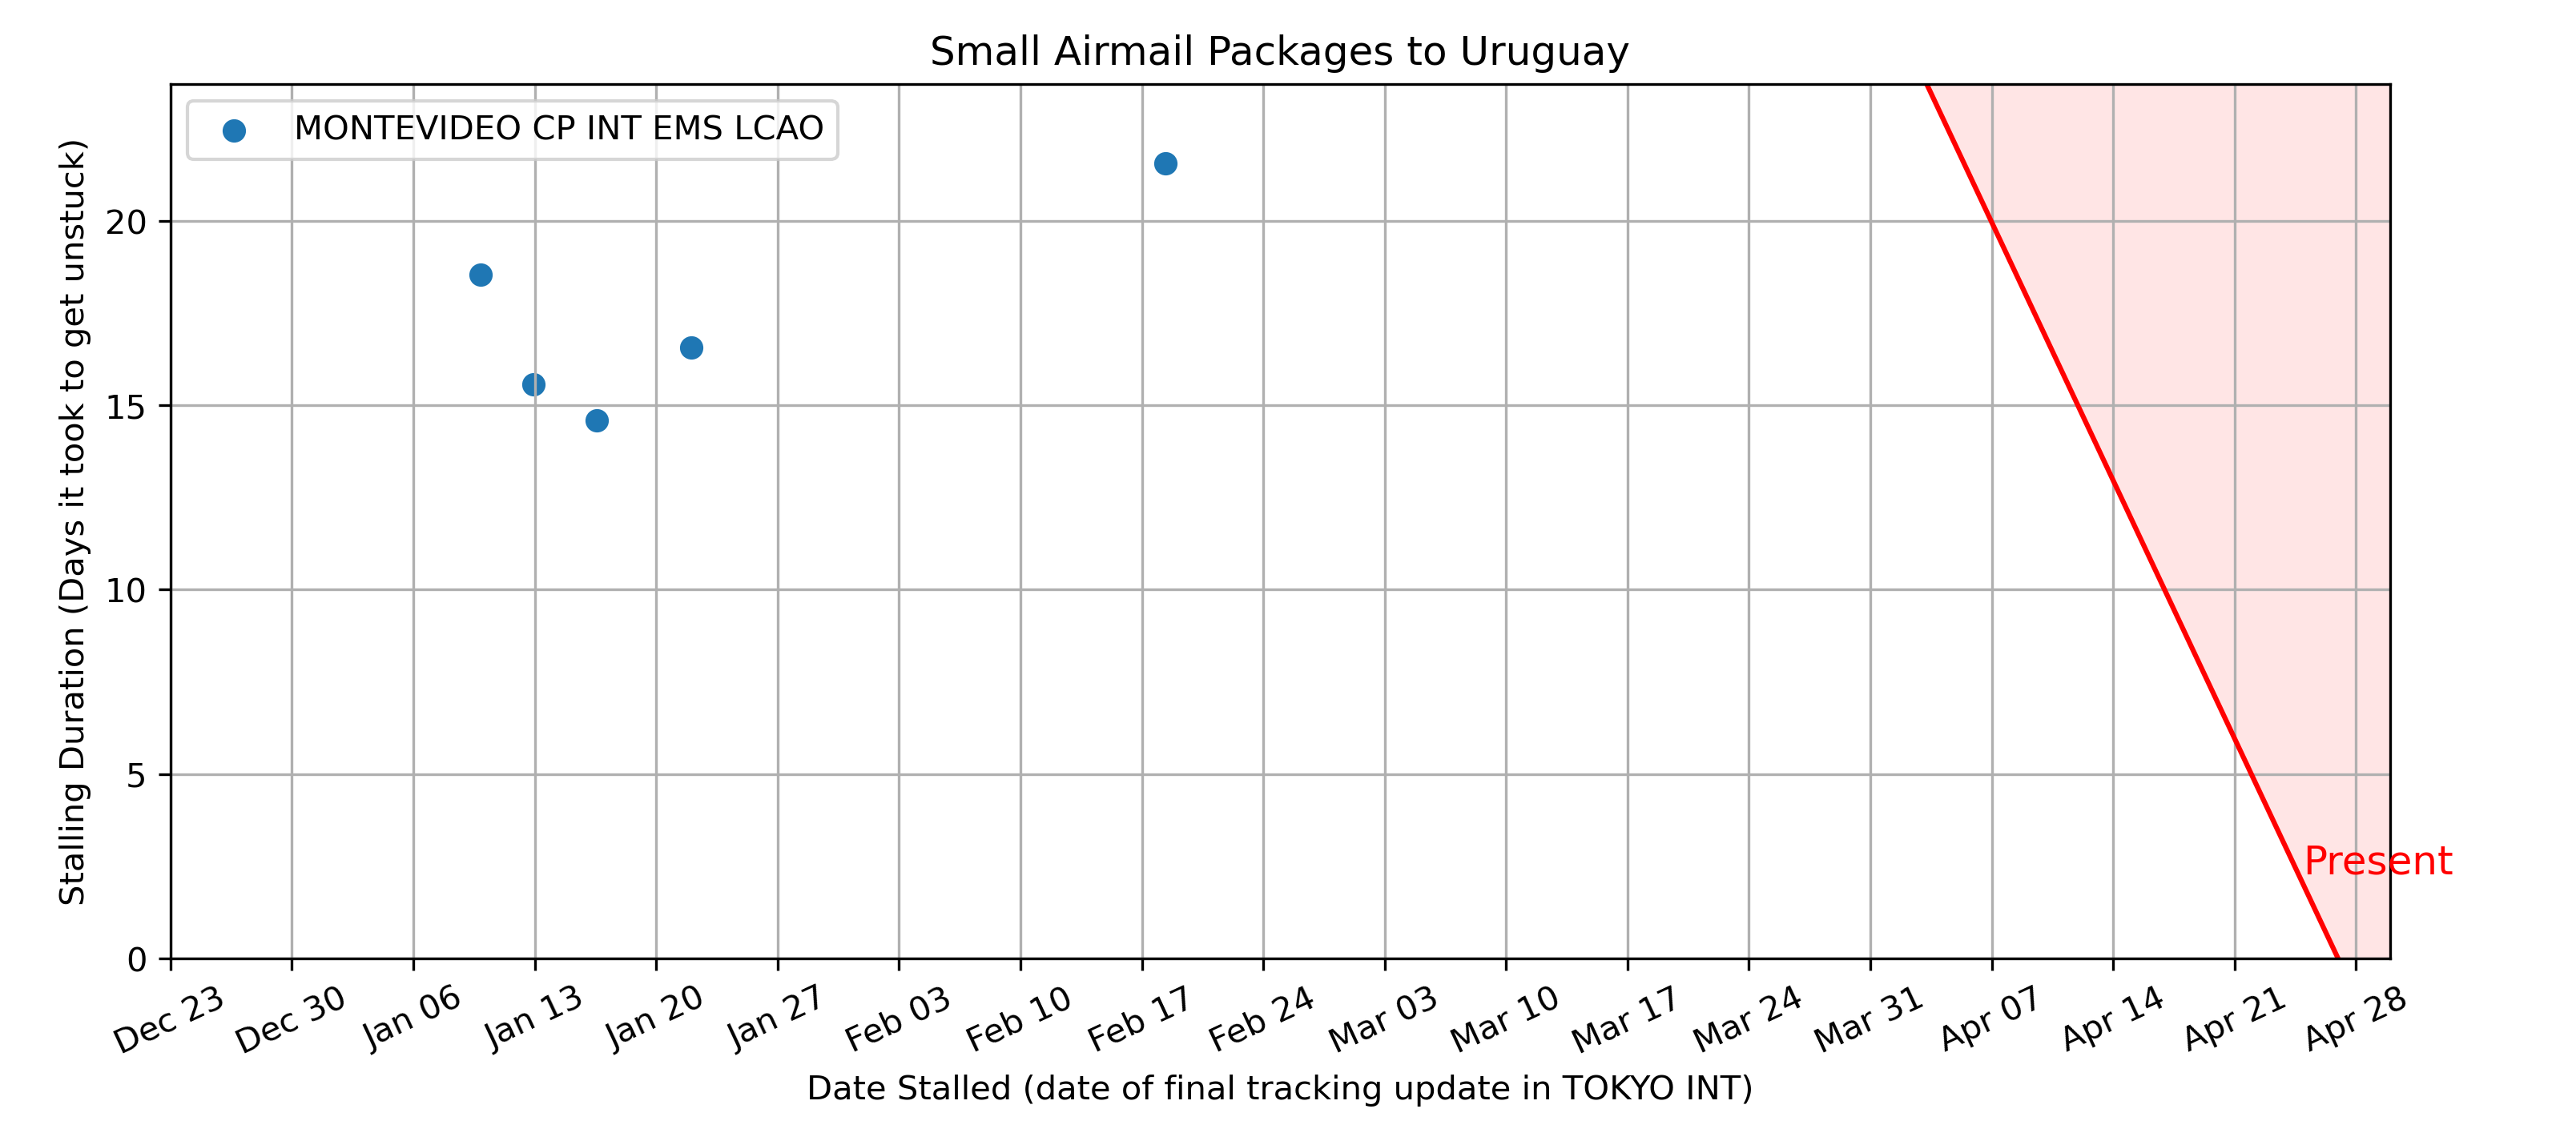 Small Airmail Packages to Uruguay
MONTEVIDEO CP INT EMS LCAO
Stalling Duration (Days it took to get unstuck)
20
15
10
5
0
Present
Dec 23
Dec 30
Jan 06
Jan 13
Jan 20
Jan 27
Feb 03
Feb 10
Feb 17
Feb 24
Mar 03
Mar 10
Mar 17
Mar 24
Mar 31
Apr 07
Apr 14
Apr 21
Apr 28
Date Stalled (date of final tracking update in TOKYO INT)